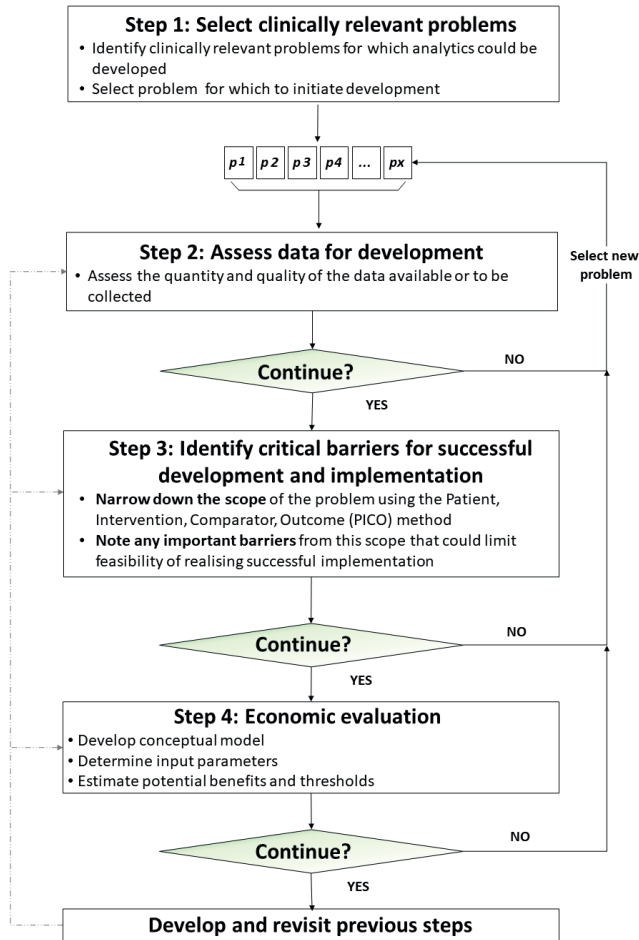 Step 1: Select clinically relevant problems
• Identify clinically relevant problems for which analytics could be
developed
• Select problem for which to initiate development
p1 p2 p3 p4 ... px
Step 2: Assess data for development
• Assess the quantity and quality of the data available or to be
collected
Select new
problem
Continue?
NO
YES
Step 3: Identify critical barriers for successful
development and implementation
• Narrow down the scope of the problem using the Patient,
Intervention, Comparator, Outcome (PICO) method
• Note any important barriers from this scope that could limit
feasibility of realising successful implementation
Continue?
NO
YES
Step 4: Economic evaluation
• Develop conceptual model
• Determine input parameters
• Estimate potential benefits and thresholds
Continue?
NO
YES
Develop and revisit previous steps